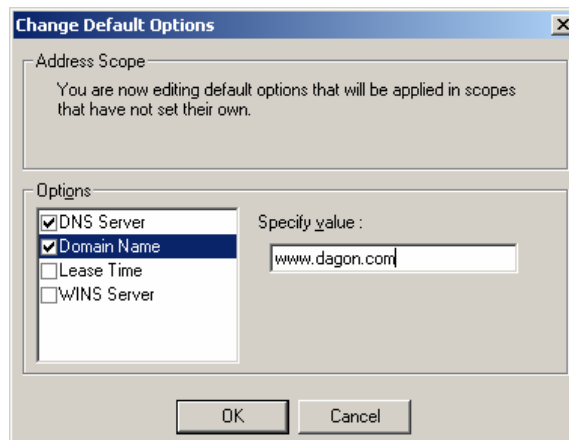 Change Default Options
Address Scope
You are now editing default options that will be applied in scopes
that have not set their own.
Options
DNS Server
Domain Name
Lease Time
WINS Server
Specify value :
www.dagon.com
OK
Cancel